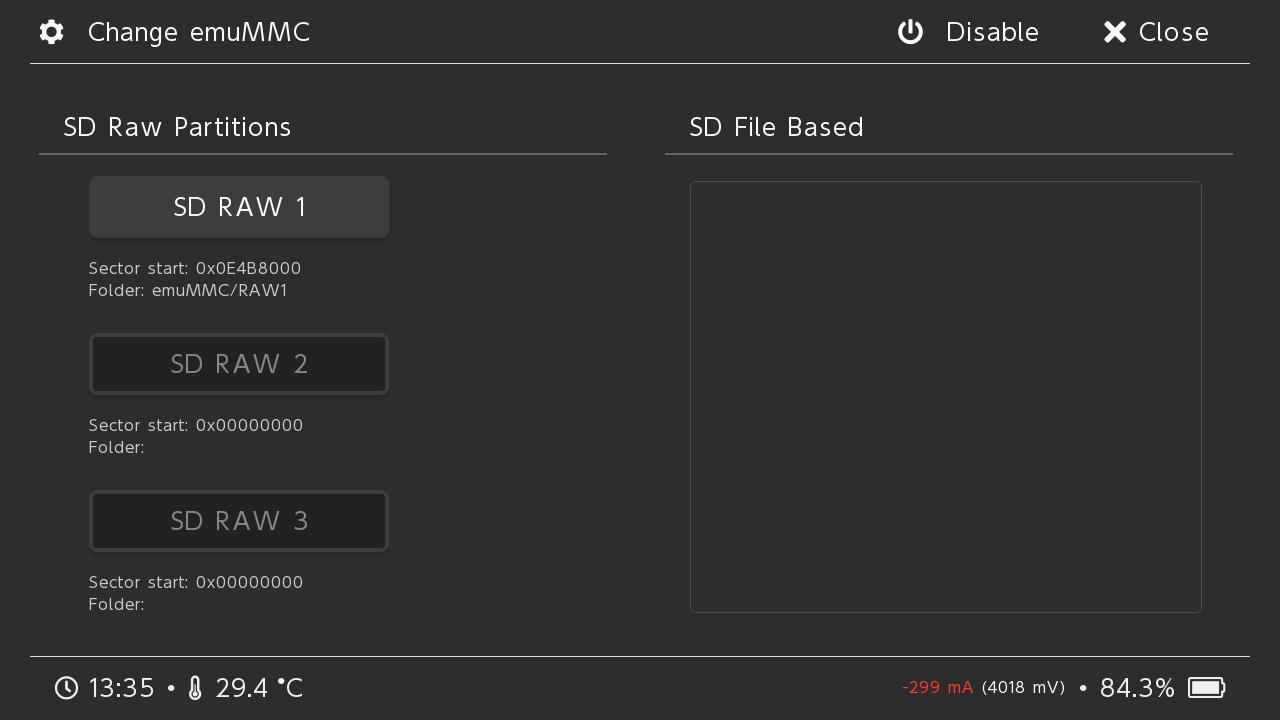 Change emuMMC
Disable
Close
SD Raw Partitions
SD RAW 1
Sector start: 0x0E4B8000
Folder: emuMMC/RAW1
SD RAW 2
Sector start: 0x00000000
Folder:
SD RAW 3
Sector start: 0x00000000
Folder:
SD File Based
13:35 • 29.4 °C
-299 mA (4018 mV) • 84.3%